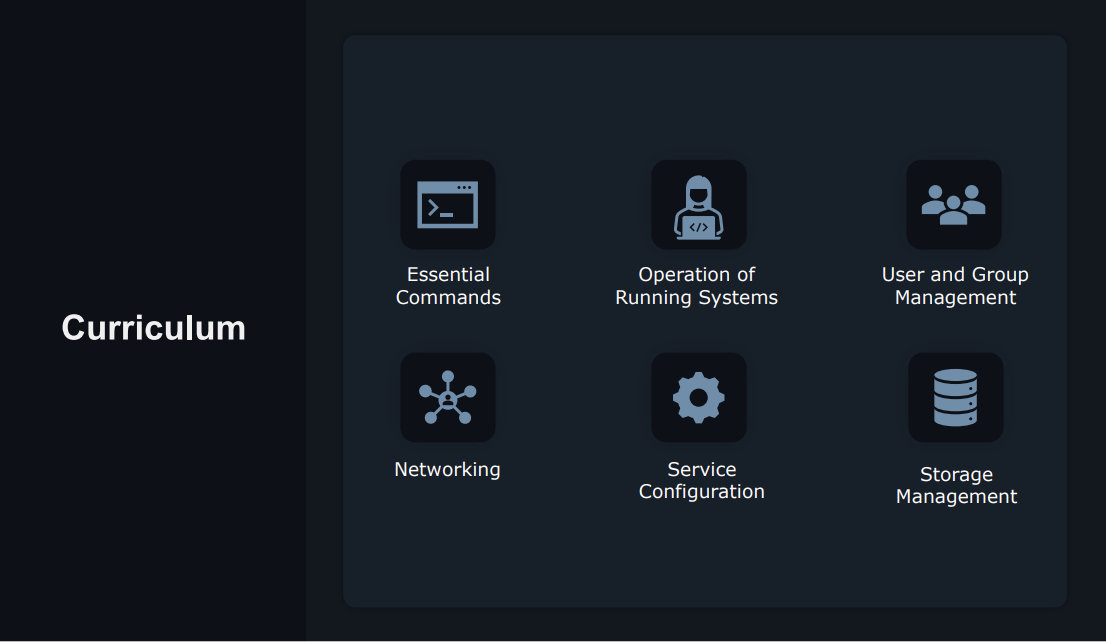 Curriculum
Essential
Commands
Operation of
Running Systems
User and Group
Management
Networking
Service
Configuration
Storage
Management